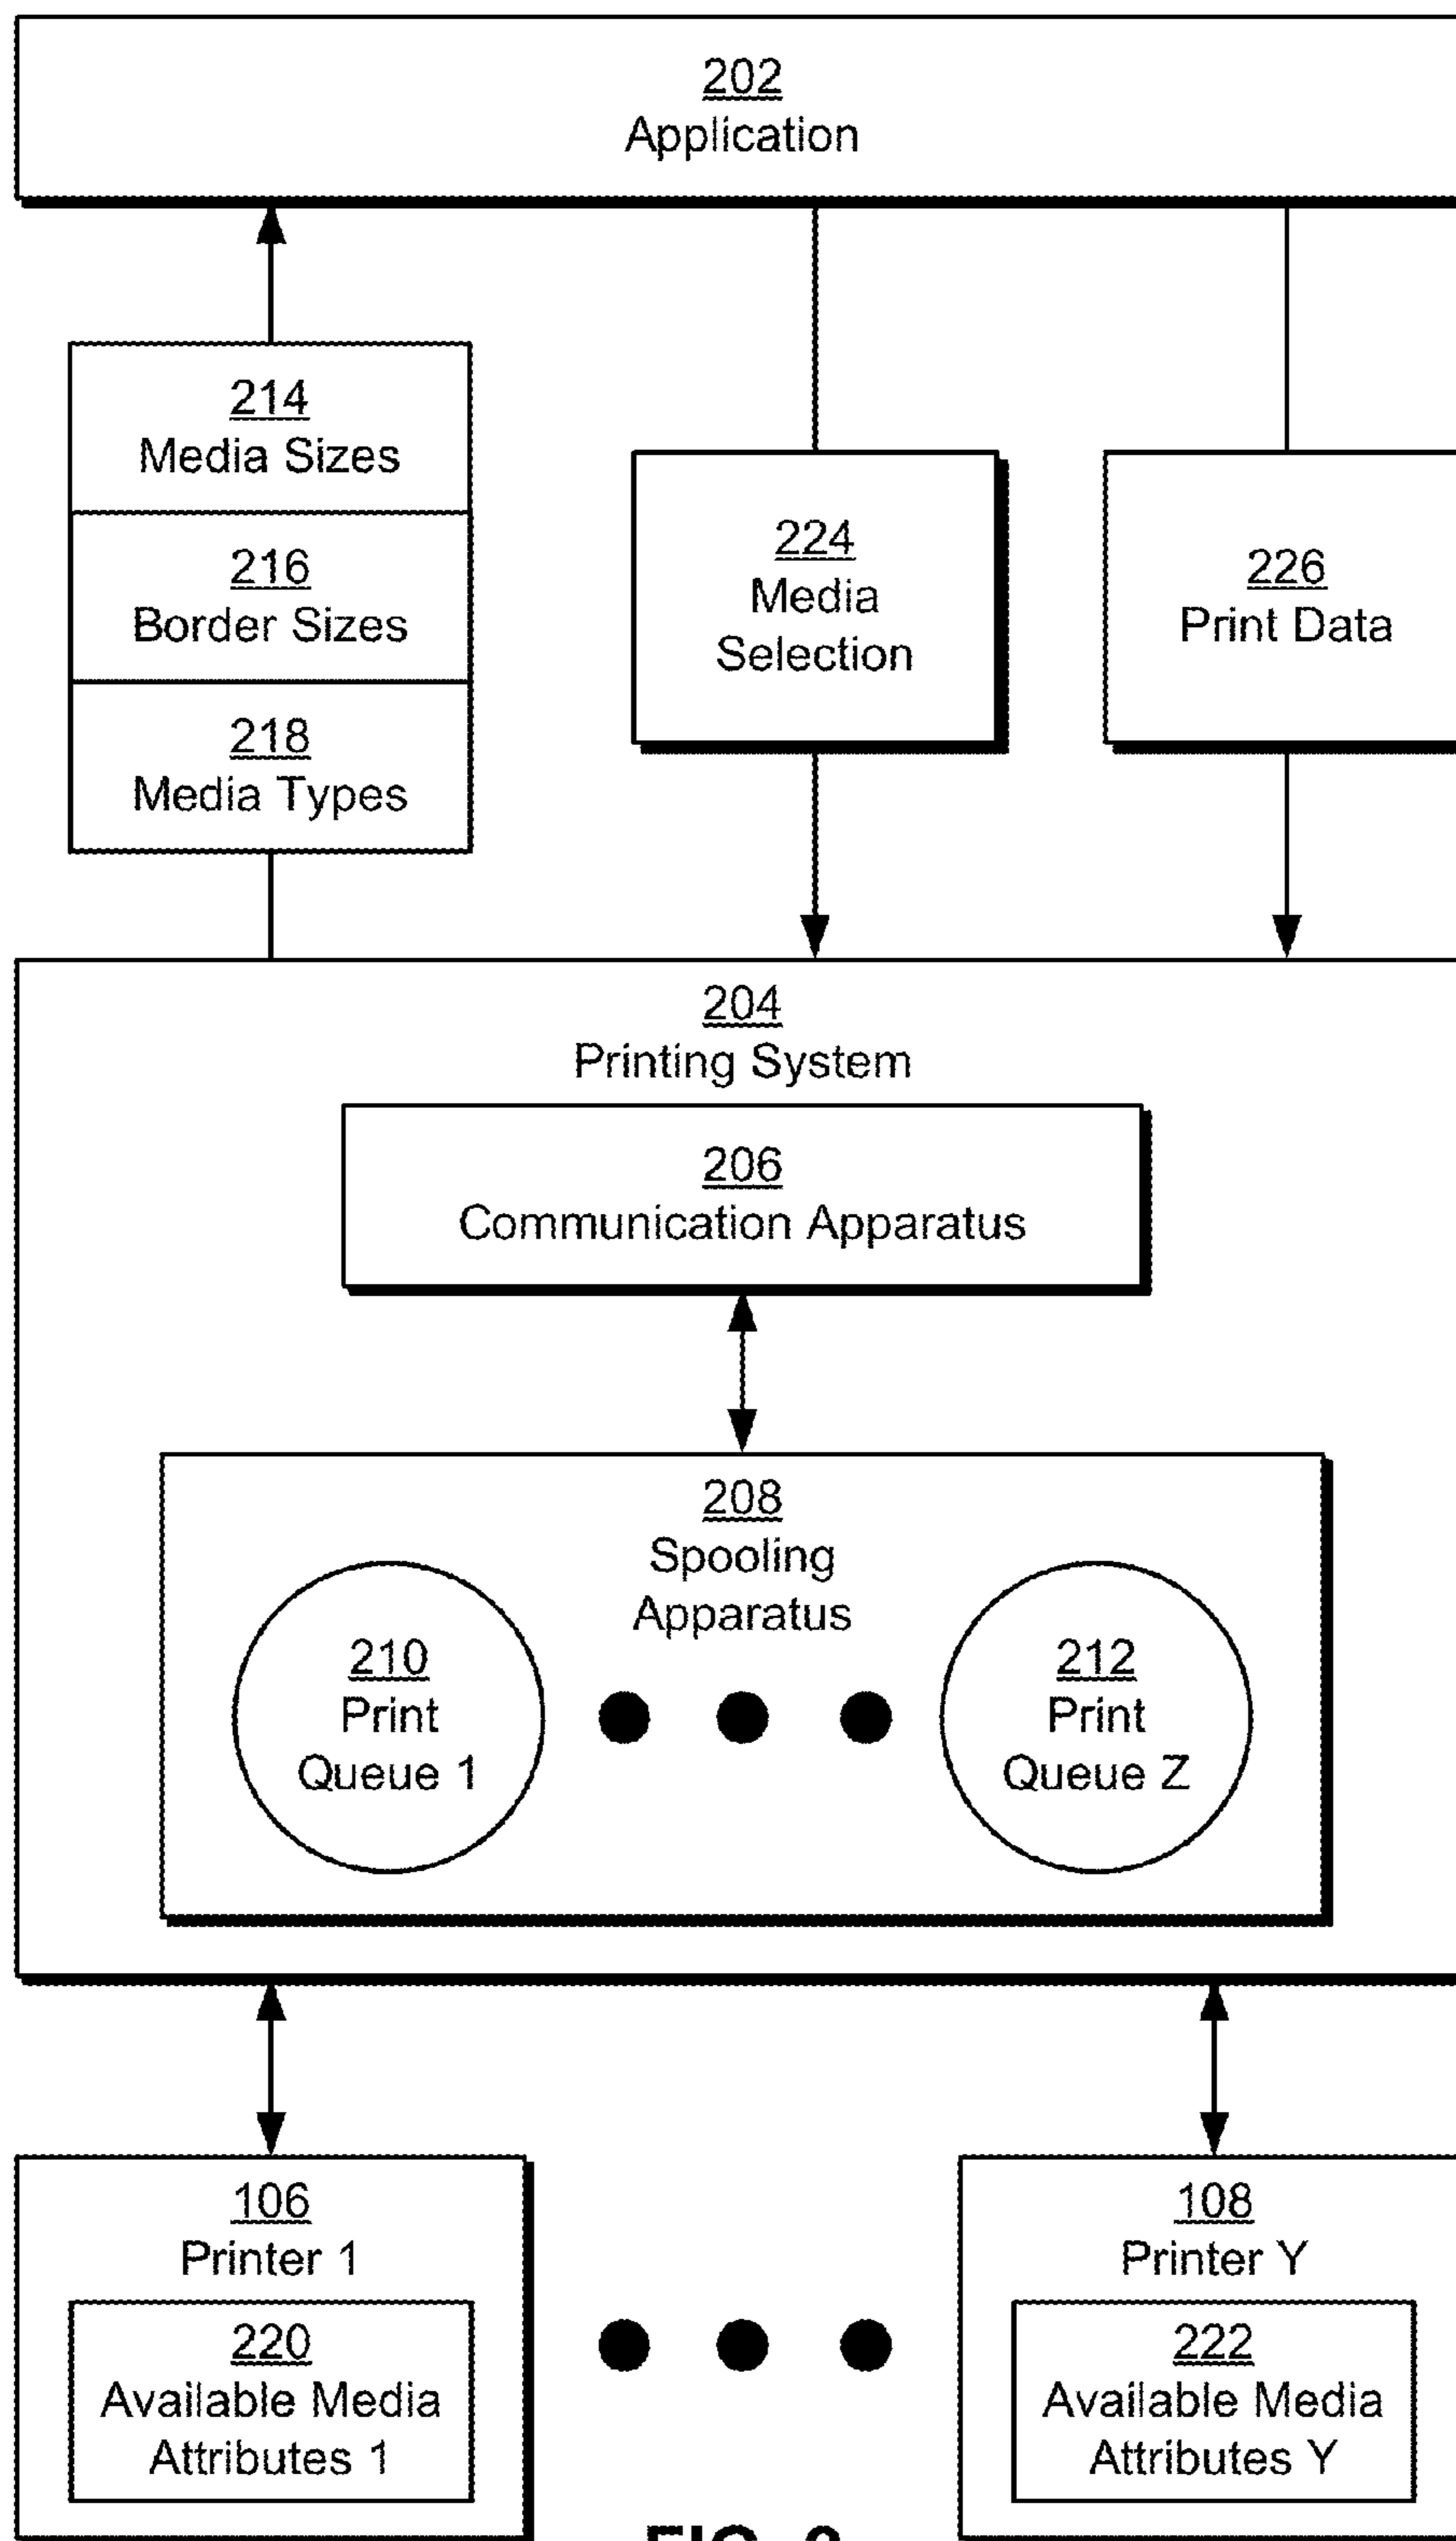 202
Application
214
Media Sizes
216
Border Sizes
218
Media Types
224
Media
Selection
226
Print Data
204
Printing System
206
Communication Apparatus
208
Spooling
Apparatus
210
Print
Queue 1
212
Print
Queue Z
106
Printer 1
220
Available Media
Attributes 1
108
Printer Y
222
Available Media
Attributes Y
FIG.